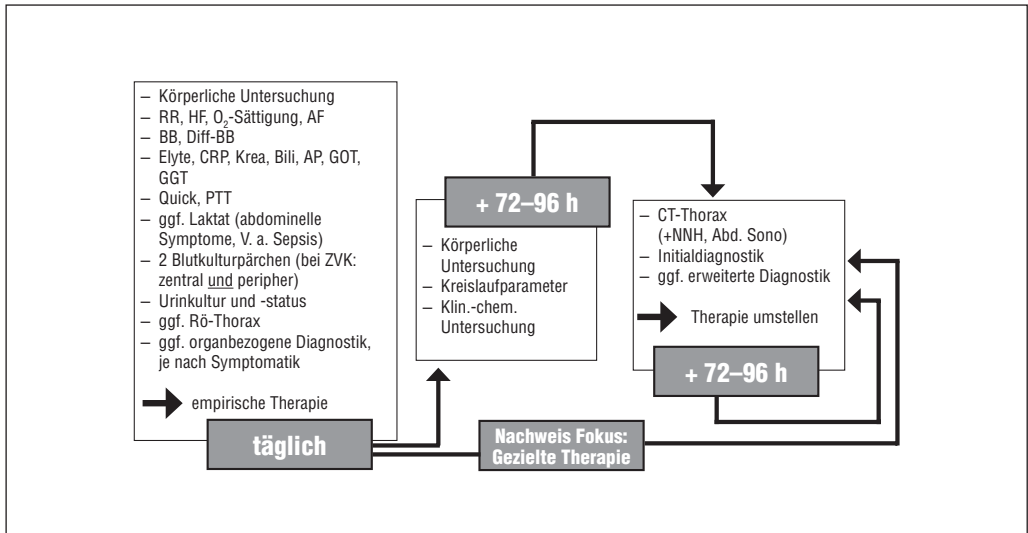 – Körperliche Untersuchung
– RR, HF, O₂-Sättigung, AF
– BB, Diff-BB
– Elyte, CRP, Krea, Bili, AP, GOT,
GGT
– Quick, PTT
– ggf. Laktat (abdominelle
Symptome, V. a. Sepsis)
– 2 Blutkulturpärchen (bei ZVK:
zentral und peripher)
– Urinkultur und -status
– ggf. Rö-Thorax
– ggf. organbezogene Diagnostik,
je nach Symptomatik
empirische Therapie
täglich
+ 72–96 h
– Körperliche
Untersuchung
– Kreislaufparameter
– Klin.-chem.
Untersuchung
Nachweis Fokus:
Gezielte Therapie
– CT-Thorax
(+NNH, Abd. Sono)
– Initialdiagnostik
– ggf. erweiterte Diagnostik
Therapie umstellen
+ 72–96 h